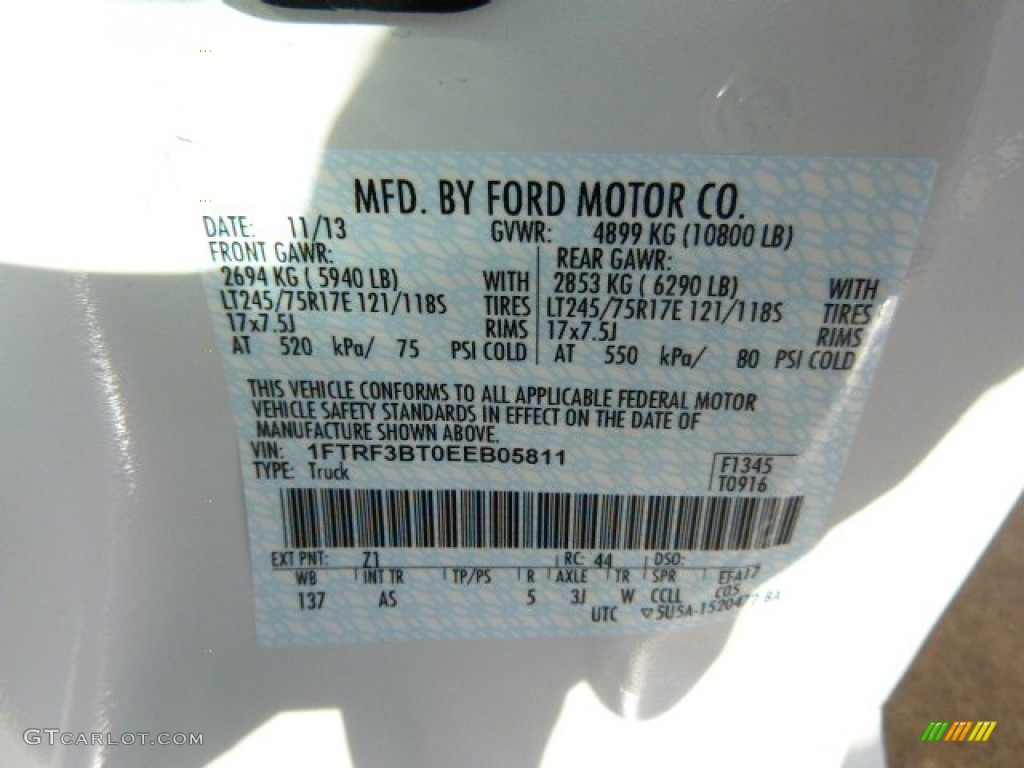 MFD. BY FORD MOTOR CO.
DATE: 11/13 GVWR: 4899 KG (10800 LB)
FRONT GAWR: REAR GAWR:
2694 KG ( 5940 LB) WITH 2853 KG ( 6290 LB) WITH
LT245/75R17E 121/118S TIRES LT245/75R17E 121/118S TIRES
17x7.5J RIMS 17x7.5J RIMS
AT 520 kPa/ 75 PSI COLD AT 550 kPa/ 80 PSI COLD
THIS VEHICLE CONFORMS TO ALL APPLICABLE FEDERAL MOTOR
VEHICLE SAFETY STANDARDS IN EFFECT ON THE DATE OF
MANUFACTURE SHOWN ABOVE.
VIN: 1FTRF3BT0EEB05811
TYPE: Truck
F1345
T0916
EXT PNT: Z1 RC: 44 DSO:
WB INT TR TP/PS R AXLE TR SPR EFA17
137 AS 5 3J W CCLL C05
UTC ▽5U5A-1520472-BA
GTCarlot.com